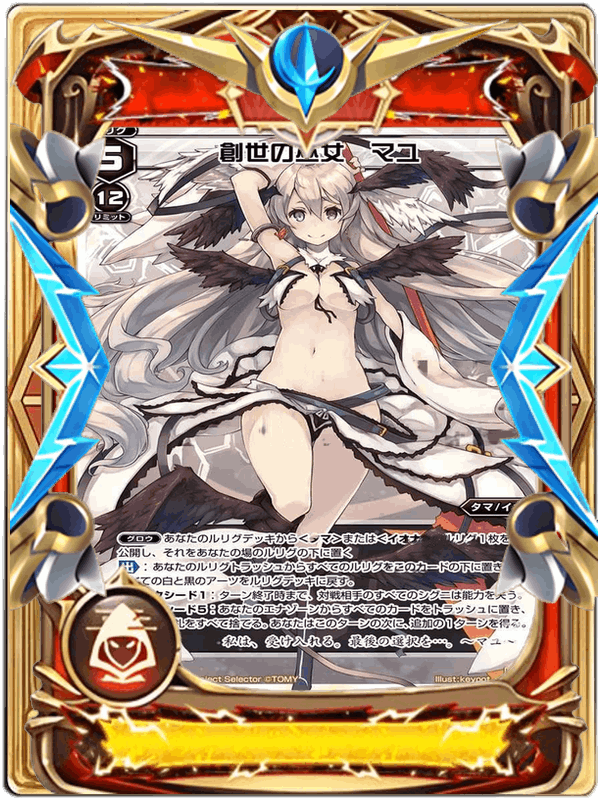 創世の巫女 マユ
5
12
リミット
タマ/イ
グロウ あなたのルリグデッキから<タマ>または<イオナ> ルリグ1枚を
公開し、それをあなたの場のルリグの下に置く
出:あなたのルリグトラッシュからすべてのルリグをこのカードの下に置き
ての白と黒のアーツをルリグデッキに戻す。
シード1:ターン終了時まで、対戦相手のすべてのシグニは能力を失う。
シード5:あなたのエナゾーンからすべてのカードをトラッシュに置き、
をすべて捨てる。あなたはこのターンの次に、追加の1ターンを得る。
私は、受け入れる。最後の選択を…。~マユ~
ject Selector ©TOMY
Illust:keypot